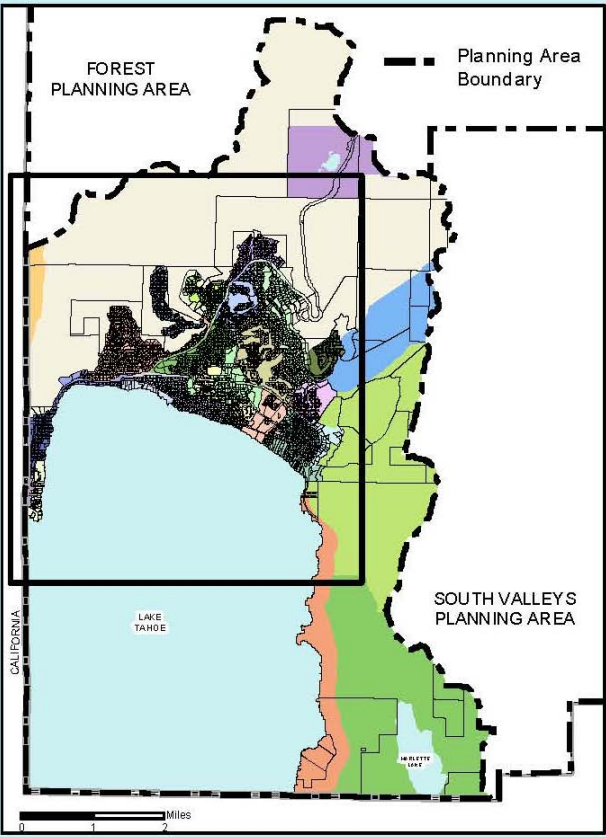 FOREST
PLANNING AREA
Planning Area
Boundary
LAKE
TAHOE
SOUTH VALLEYS
PLANNING AREA
CALIFORNIA
MARLETTE
LAKE
Miles
0 1 2